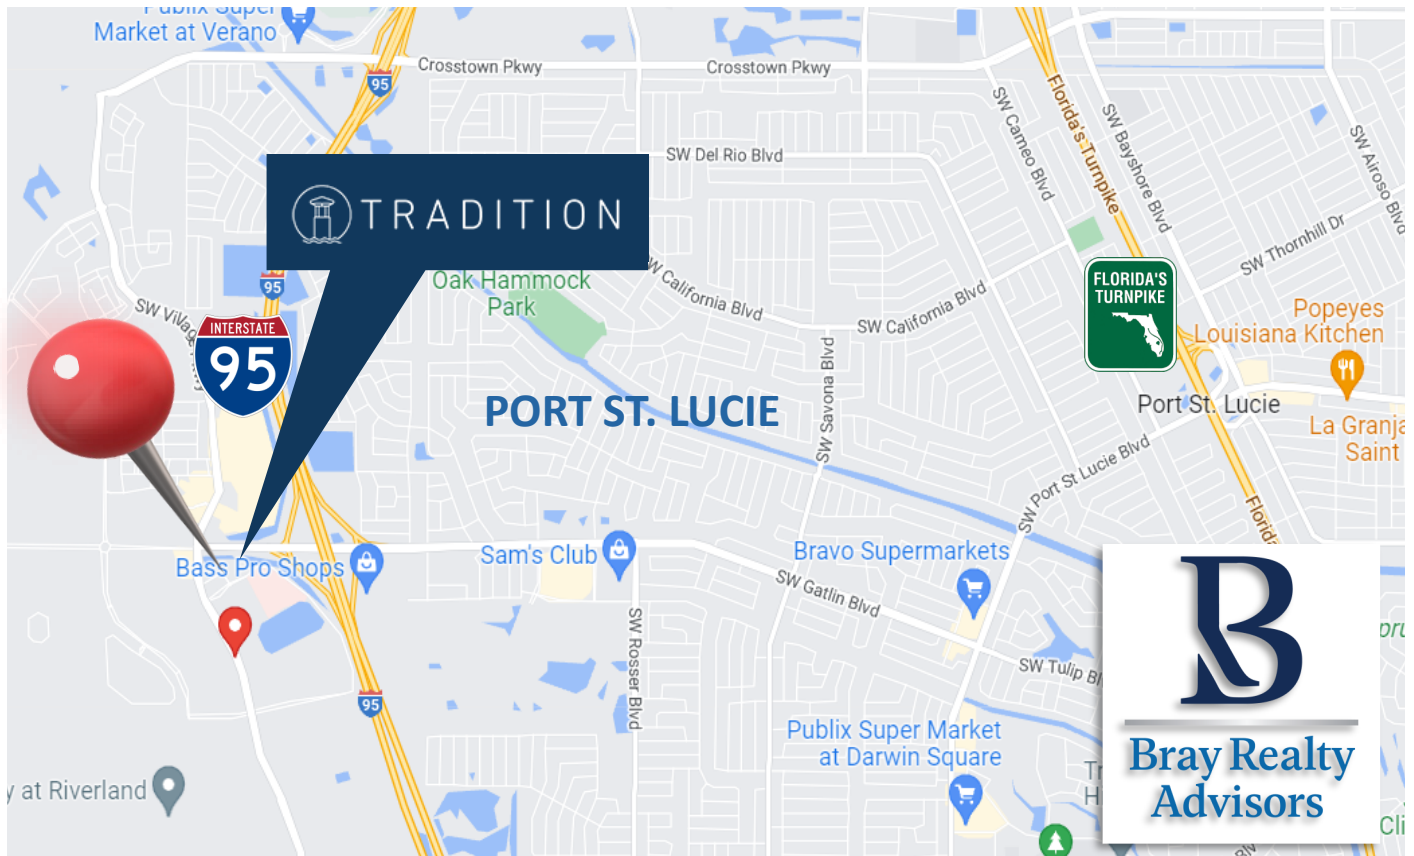 Publix Super
Market at Verano
Crosstown Pkwy
Crosstown Pkwy
95
SW Del Rio Blvd
SW Cameo Blvd
Florida's Turnpike
SW Bayshore Blvd
SW Airoso Blvd
SW Thornhill Dr
TRADITION
95
Oak Hammock
Park
SW California Blvd
SW California Blvd
FLORIDA'S
TURNPIKE
Popeyes
Louisiana Kitchen
INTERSTATE
95
PORT ST. LUCIE
SW Savona Blvd
Port St. Lucie
La Granja
Saint
SW Port St Lucie Blvd
Florida
Bass Pro Shops
Sam's Club
Bravo Supermarkets
SW Gatlin Blvd
SW Rosser Blvd
SW Tulip Bl
95
Publix Super Market
at Darwin Square
y at Riverland
B
Bray Realty
Advisors